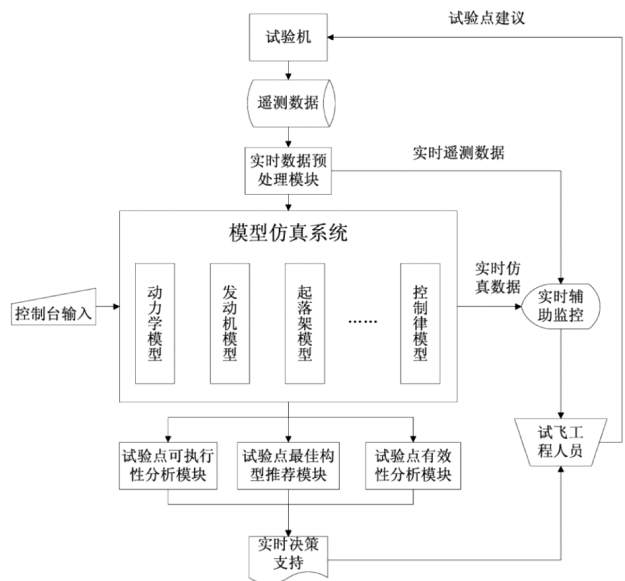 试验点建议
试验机
遥测数据
实时数据预
处理模块
实时遥测数据
模型仿真系统
动力学模型
发动机模型
起落架模型
……
控制律模型
控制台输入
实时仿
真数据
实时辅
助监控
试飞工
程人员
试验点可执行
性分析模块
试验点最佳构
型推荐模块
试验点有效
性分析模块
实时决策
支持